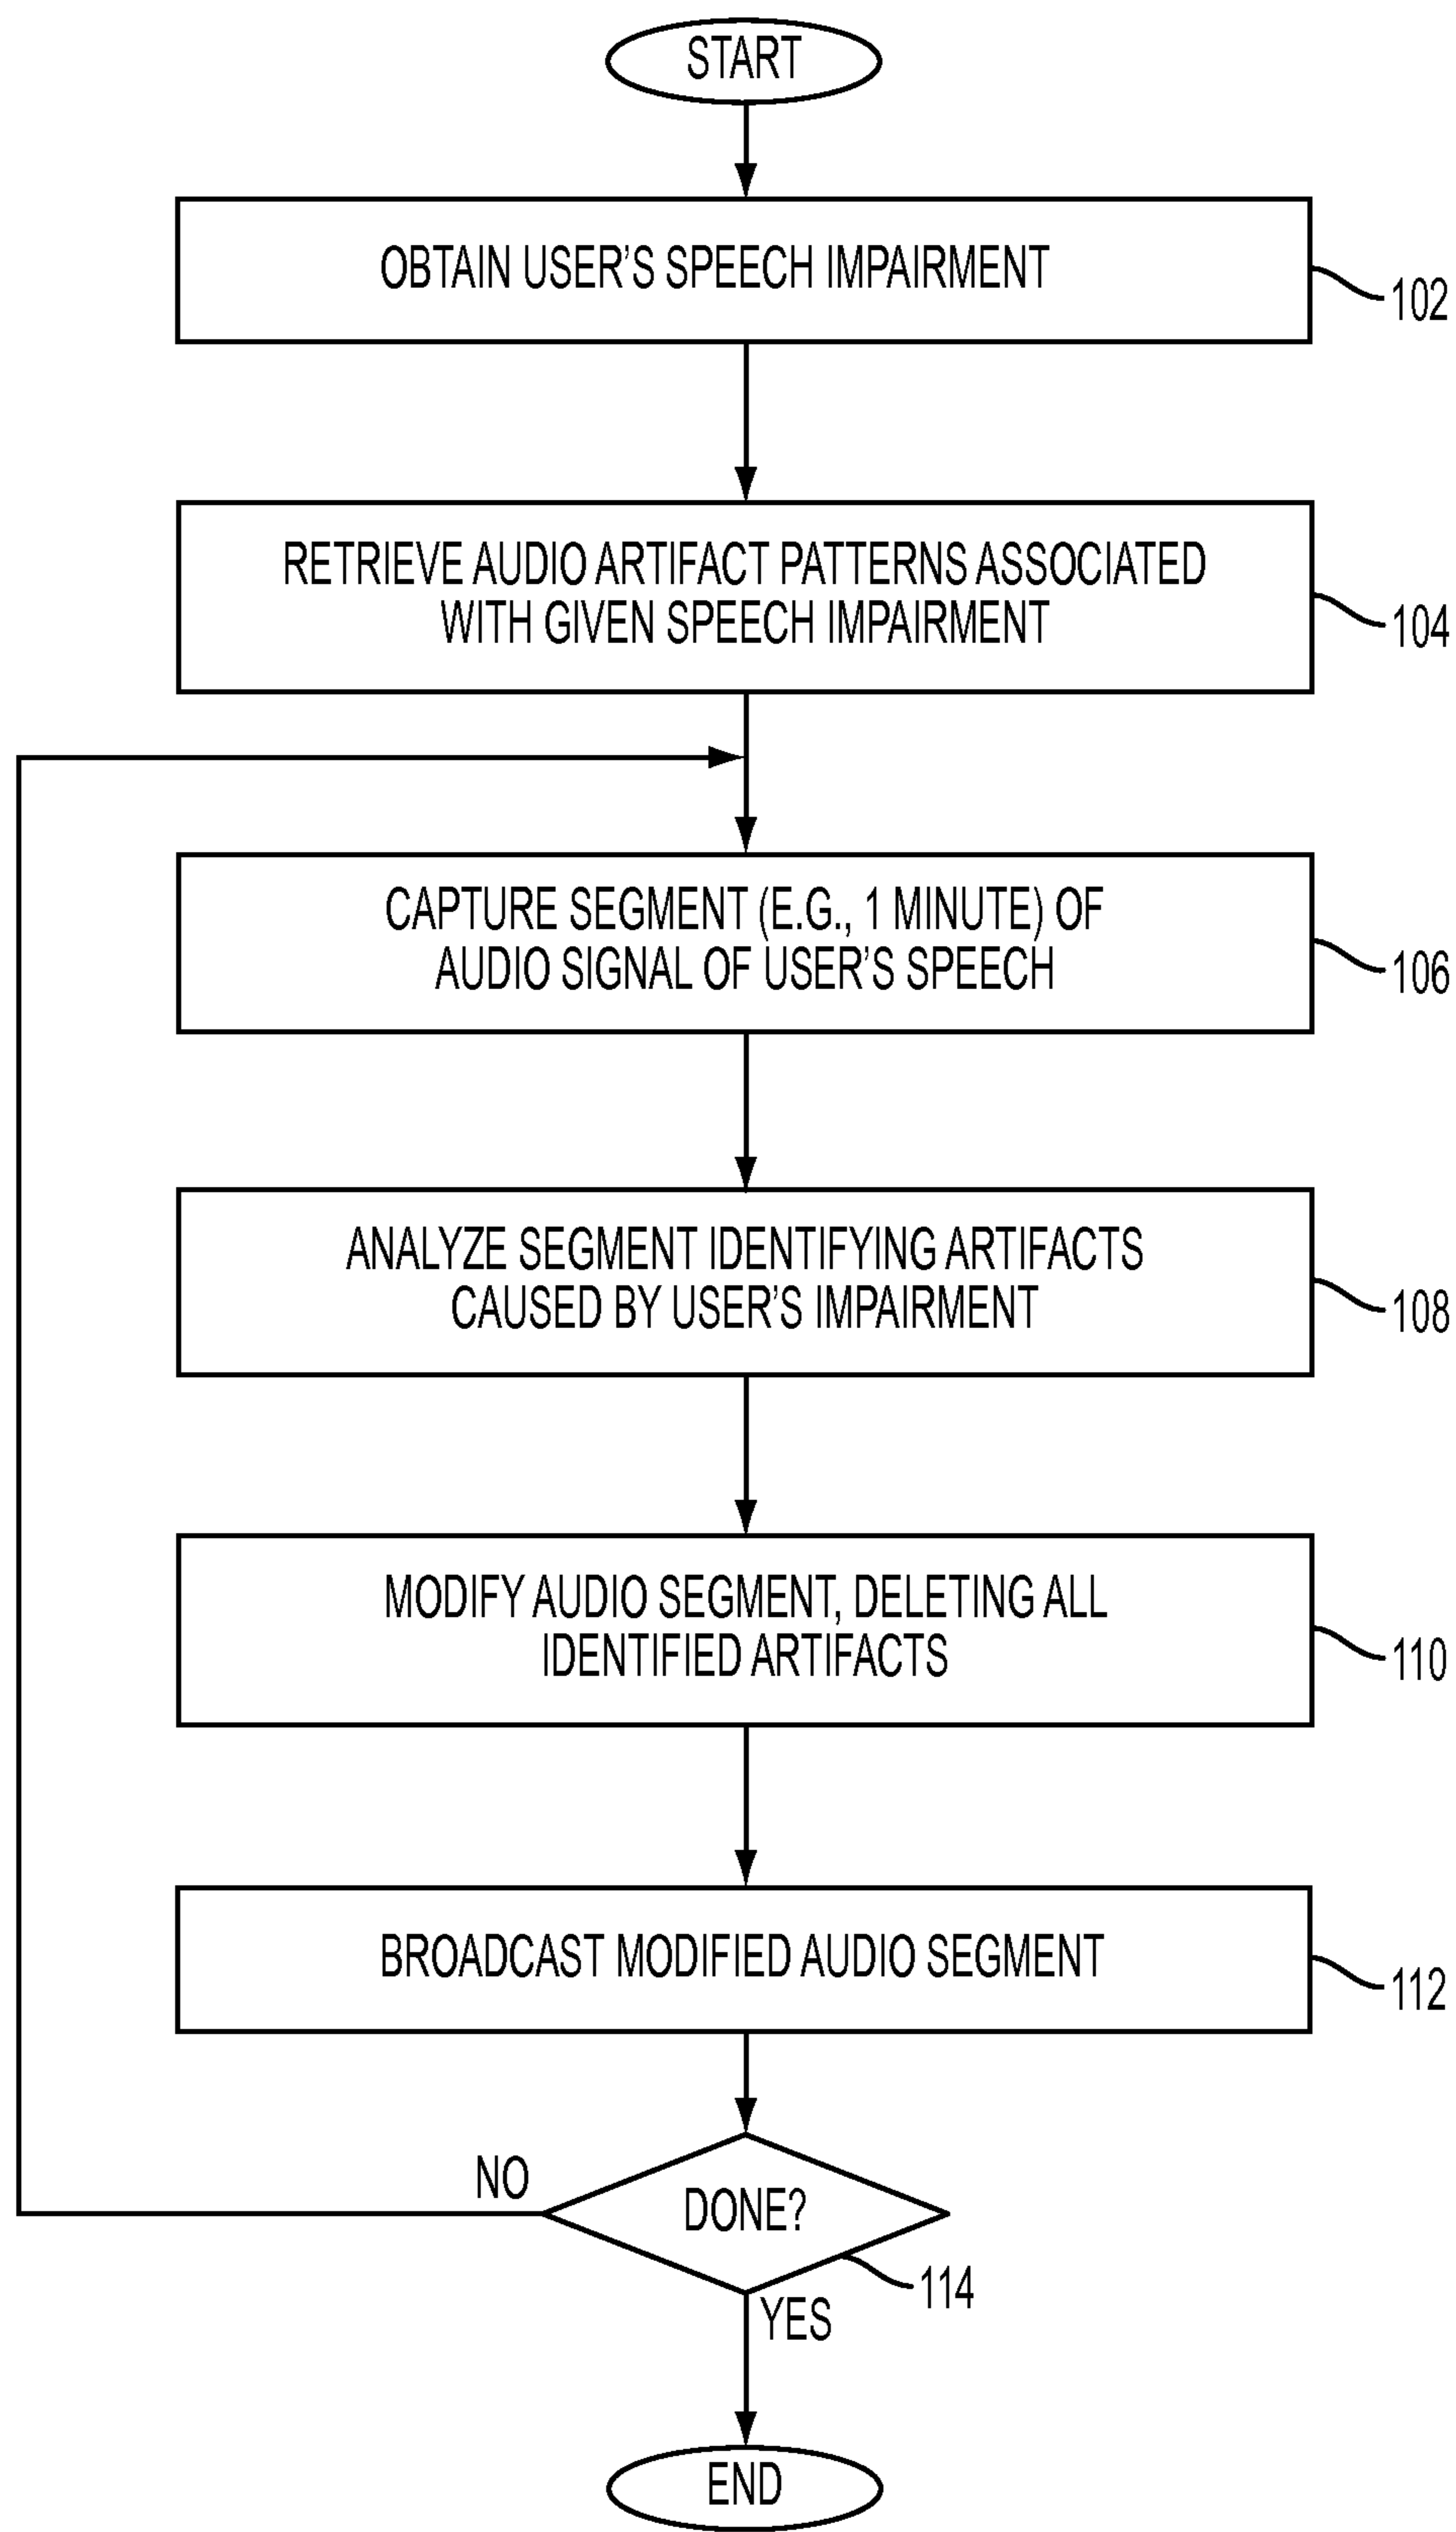 START
OBTAIN USER’S SPEECH IMPAIRMENT
102
RETRIEVE AUDIO ARTIFACT PATTERNS ASSOCIATED
WITH GIVEN SPEECH IMPAIRMENT
104
CAPTURE SEGMENT (E.G., 1 MINUTE) OF
AUDIO SIGNAL OF USER’S SPEECH
106
ANALYZE SEGMENT IDENTIFYING ARTIFACTS
CAUSED BY USER’S IMPAIRMENT
108
MODIFY AUDIO SEGMENT, DELETING ALL
IDENTIFIED ARTIFACTS
110
BROADCAST MODIFIED AUDIO SEGMENT
112
NO
DONE?
114
YES
END